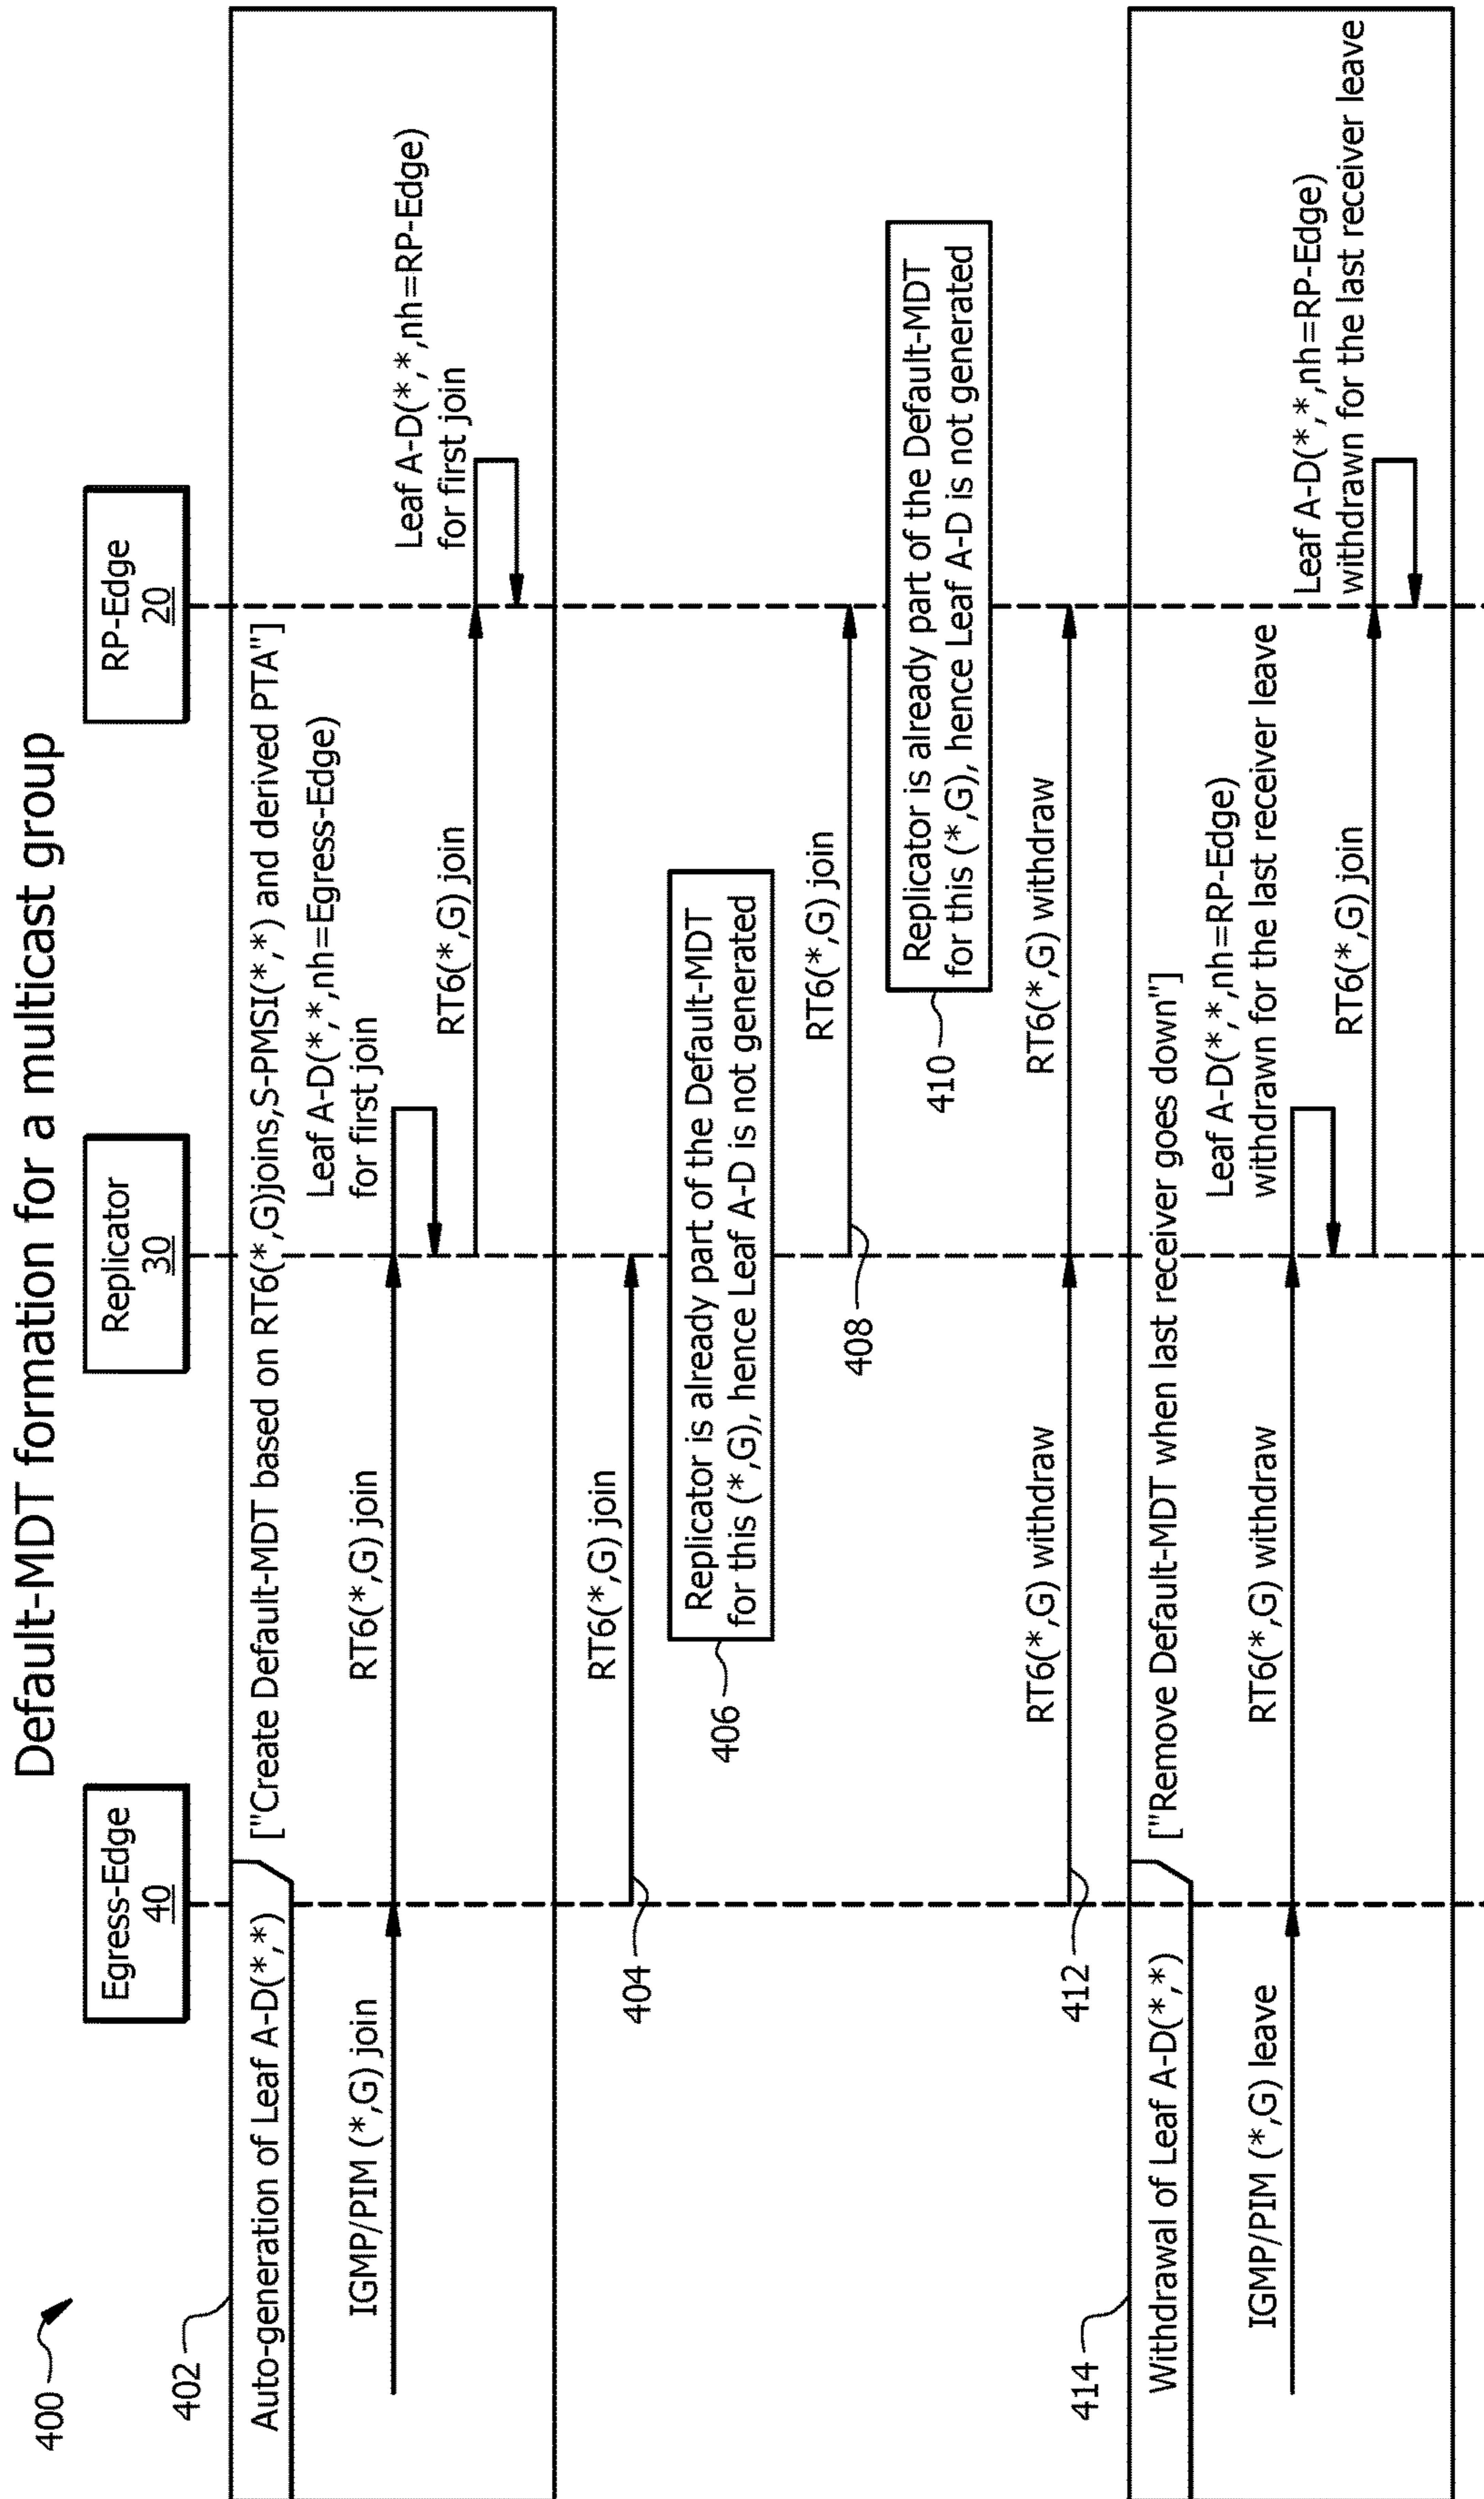 Default-MDT formation for a multicast group
400
Egress-Edge
40
Replicator
30
RP-Edge
20
402
Auto-generation of Leaf A-D(*,*)
["Create Default-MDT based on RT6(*,G)joins,S-PMSI(*,*) and derived PTA"]
IGMP/PIM (*,G) join
RT6(*,G) join
Leaf A-D(*,*,nh=Egress-Edge)
for first join
RT6(*,G) join
Leaf A-D(*,*,nh=RP-Edge)
for first join
404
RT6(*,G) join
406
Replicator is already part of the Default-MDT
for this (*,G), hence Leaf A-D is not generated
408
RT6(*,G) join
410
Replicator is already part of the Default-MDT
for this (*,G), hence Leaf A-D is not generated
412
RT6(*,G) withdraw
RT6(*,G) withdraw
414
Withdrawal of Leaf A-D(*,*)
["Remove Default-MDT when last receiver goes down"]
IGMP/PIM (*,G) leave
RT6(*,G) withdraw
Leaf A-D(*,*,nh=RP-Edge)
withdrawn for the last receiver leave
RT6(*,G) join
Leaf A-D(*,*,nh=RP-Edge)
withdrawn for the last receiver leave